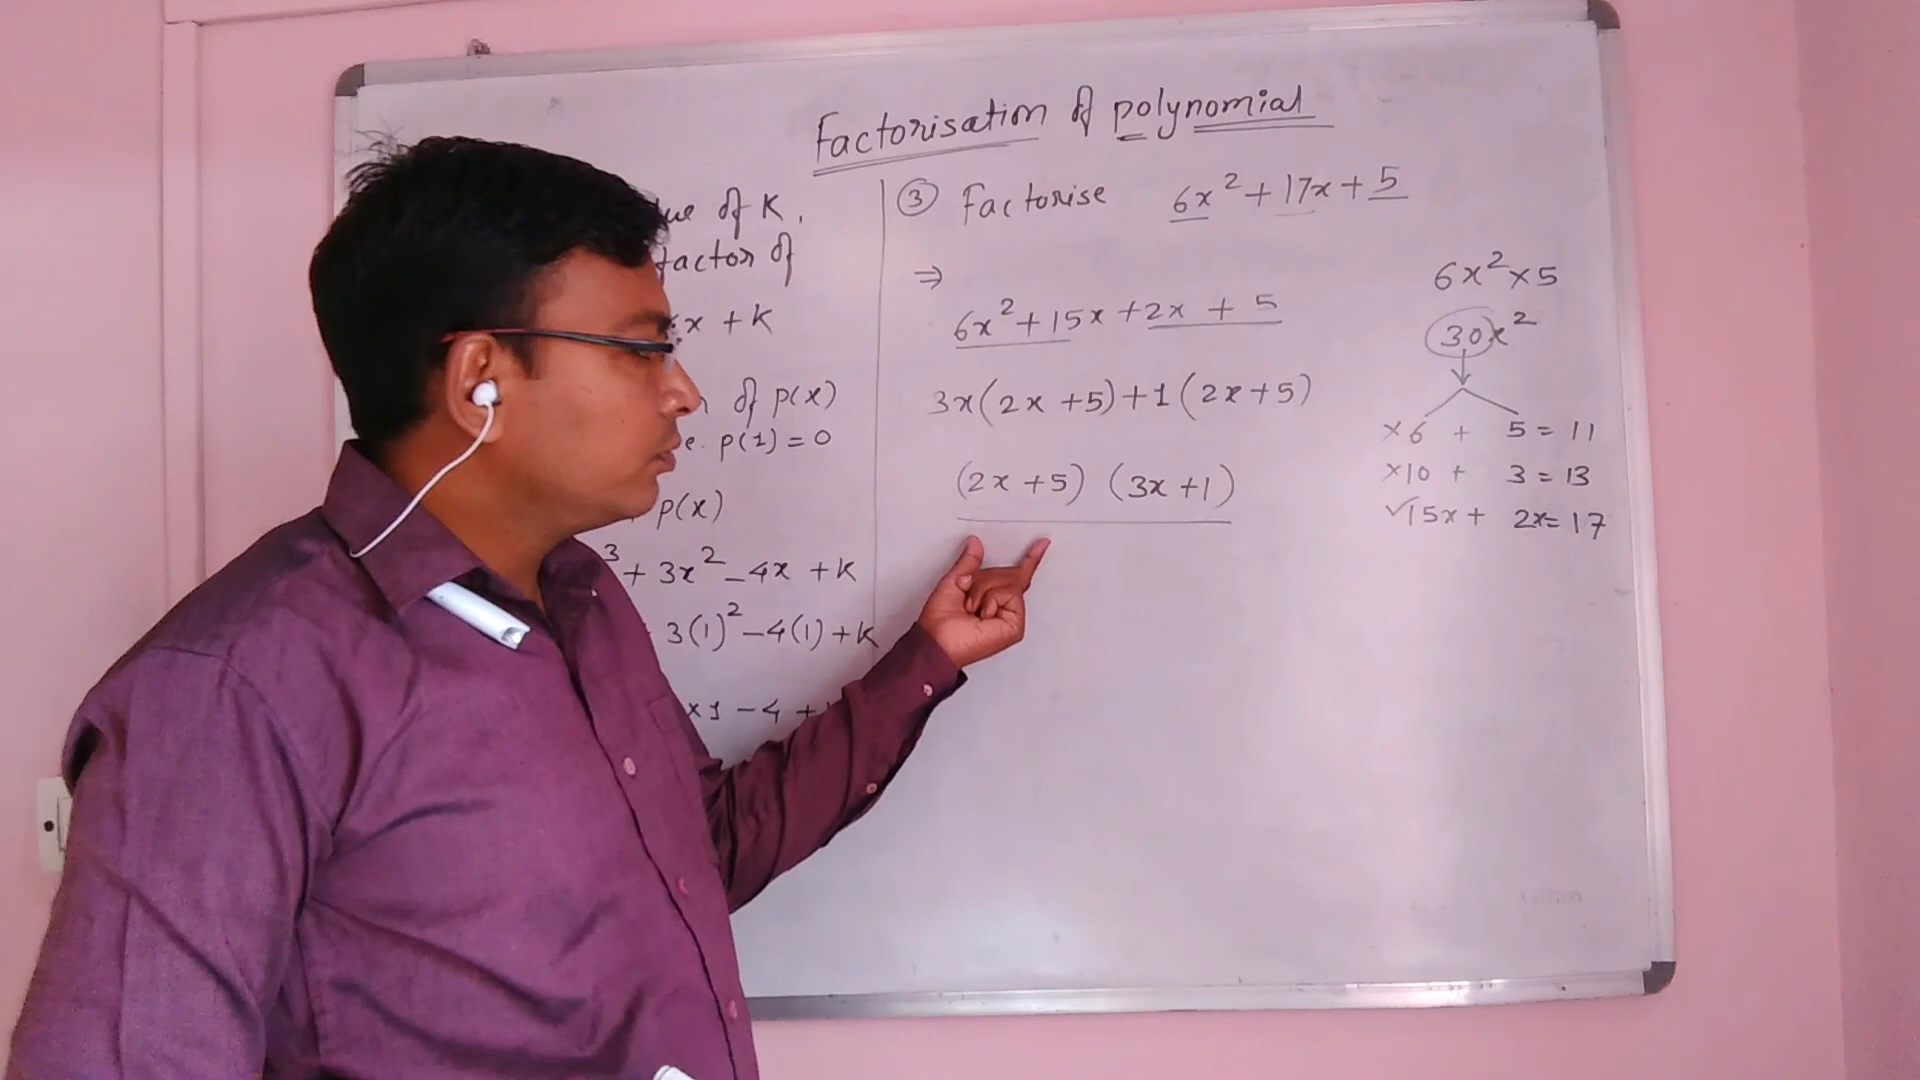 Factorisation of polynomial
of K.
factor of
x + k
of p(x)
p(1) = 0
p(x)
3 + 3x² - 4x + k
3(1)² - 4(1) + k
x1 - 4 +
③ Factorise 6x² + 17x + 5
⇒
6x² + 15x + 2x + 5
3x(2x + 5) + 1(2x + 5)
(2x + 5) (3x + 1)
6x² × 5
30x²
×6 + 5 = 11
×10 + 3 = 13
✓15x + 2x = 17